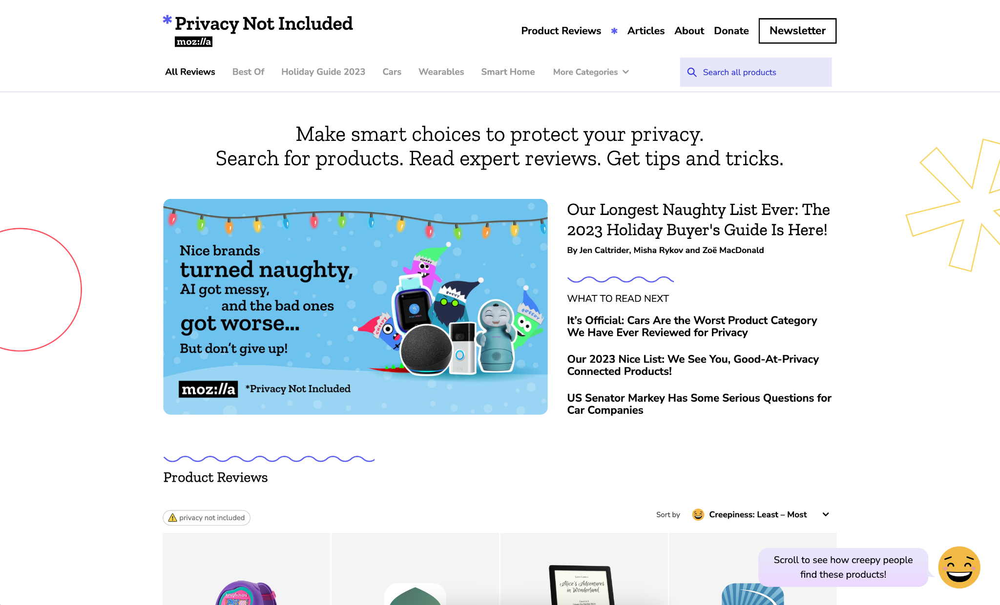 *Privacy Not Included
moz://a
Product Reviews * Articles About Donate Newsletter
All Reviews Best Of Holiday Guide 2023 Cars Wearables Smart Home More Categories Search all products
Make smart choices to protect your privacy.
Search for products. Read expert reviews. Get tips and tricks.
Nice brands
turned naughty,
AI got messy,
and the bad ones
got worse...
But don't give up!
moz://a *Privacy Not Included
SLOPPY
BOSSY
SNOOPY
GREEDY
ring
Our Longest Naughty List Ever: The
2023 Holiday Buyer's Guide Is Here!
By Jen Caltrider, Misha Rykov and Zoë MacDonald
WHAT TO READ NEXT
It’s Official: Cars Are the Worst Product Category
We Have Ever Reviewed for Privacy
Our 2023 Nice List: We See You, Good-At-Privacy
Connected Products!
US Senator Markey Has Some Serious Questions for
Car Companies
Product Reviews
privacy not included
Sort by Creepiness: Least – Most
Tamagotchi Uni
Alice's Adventures
in Wonderland
Scroll to see how creepy people
find these products!